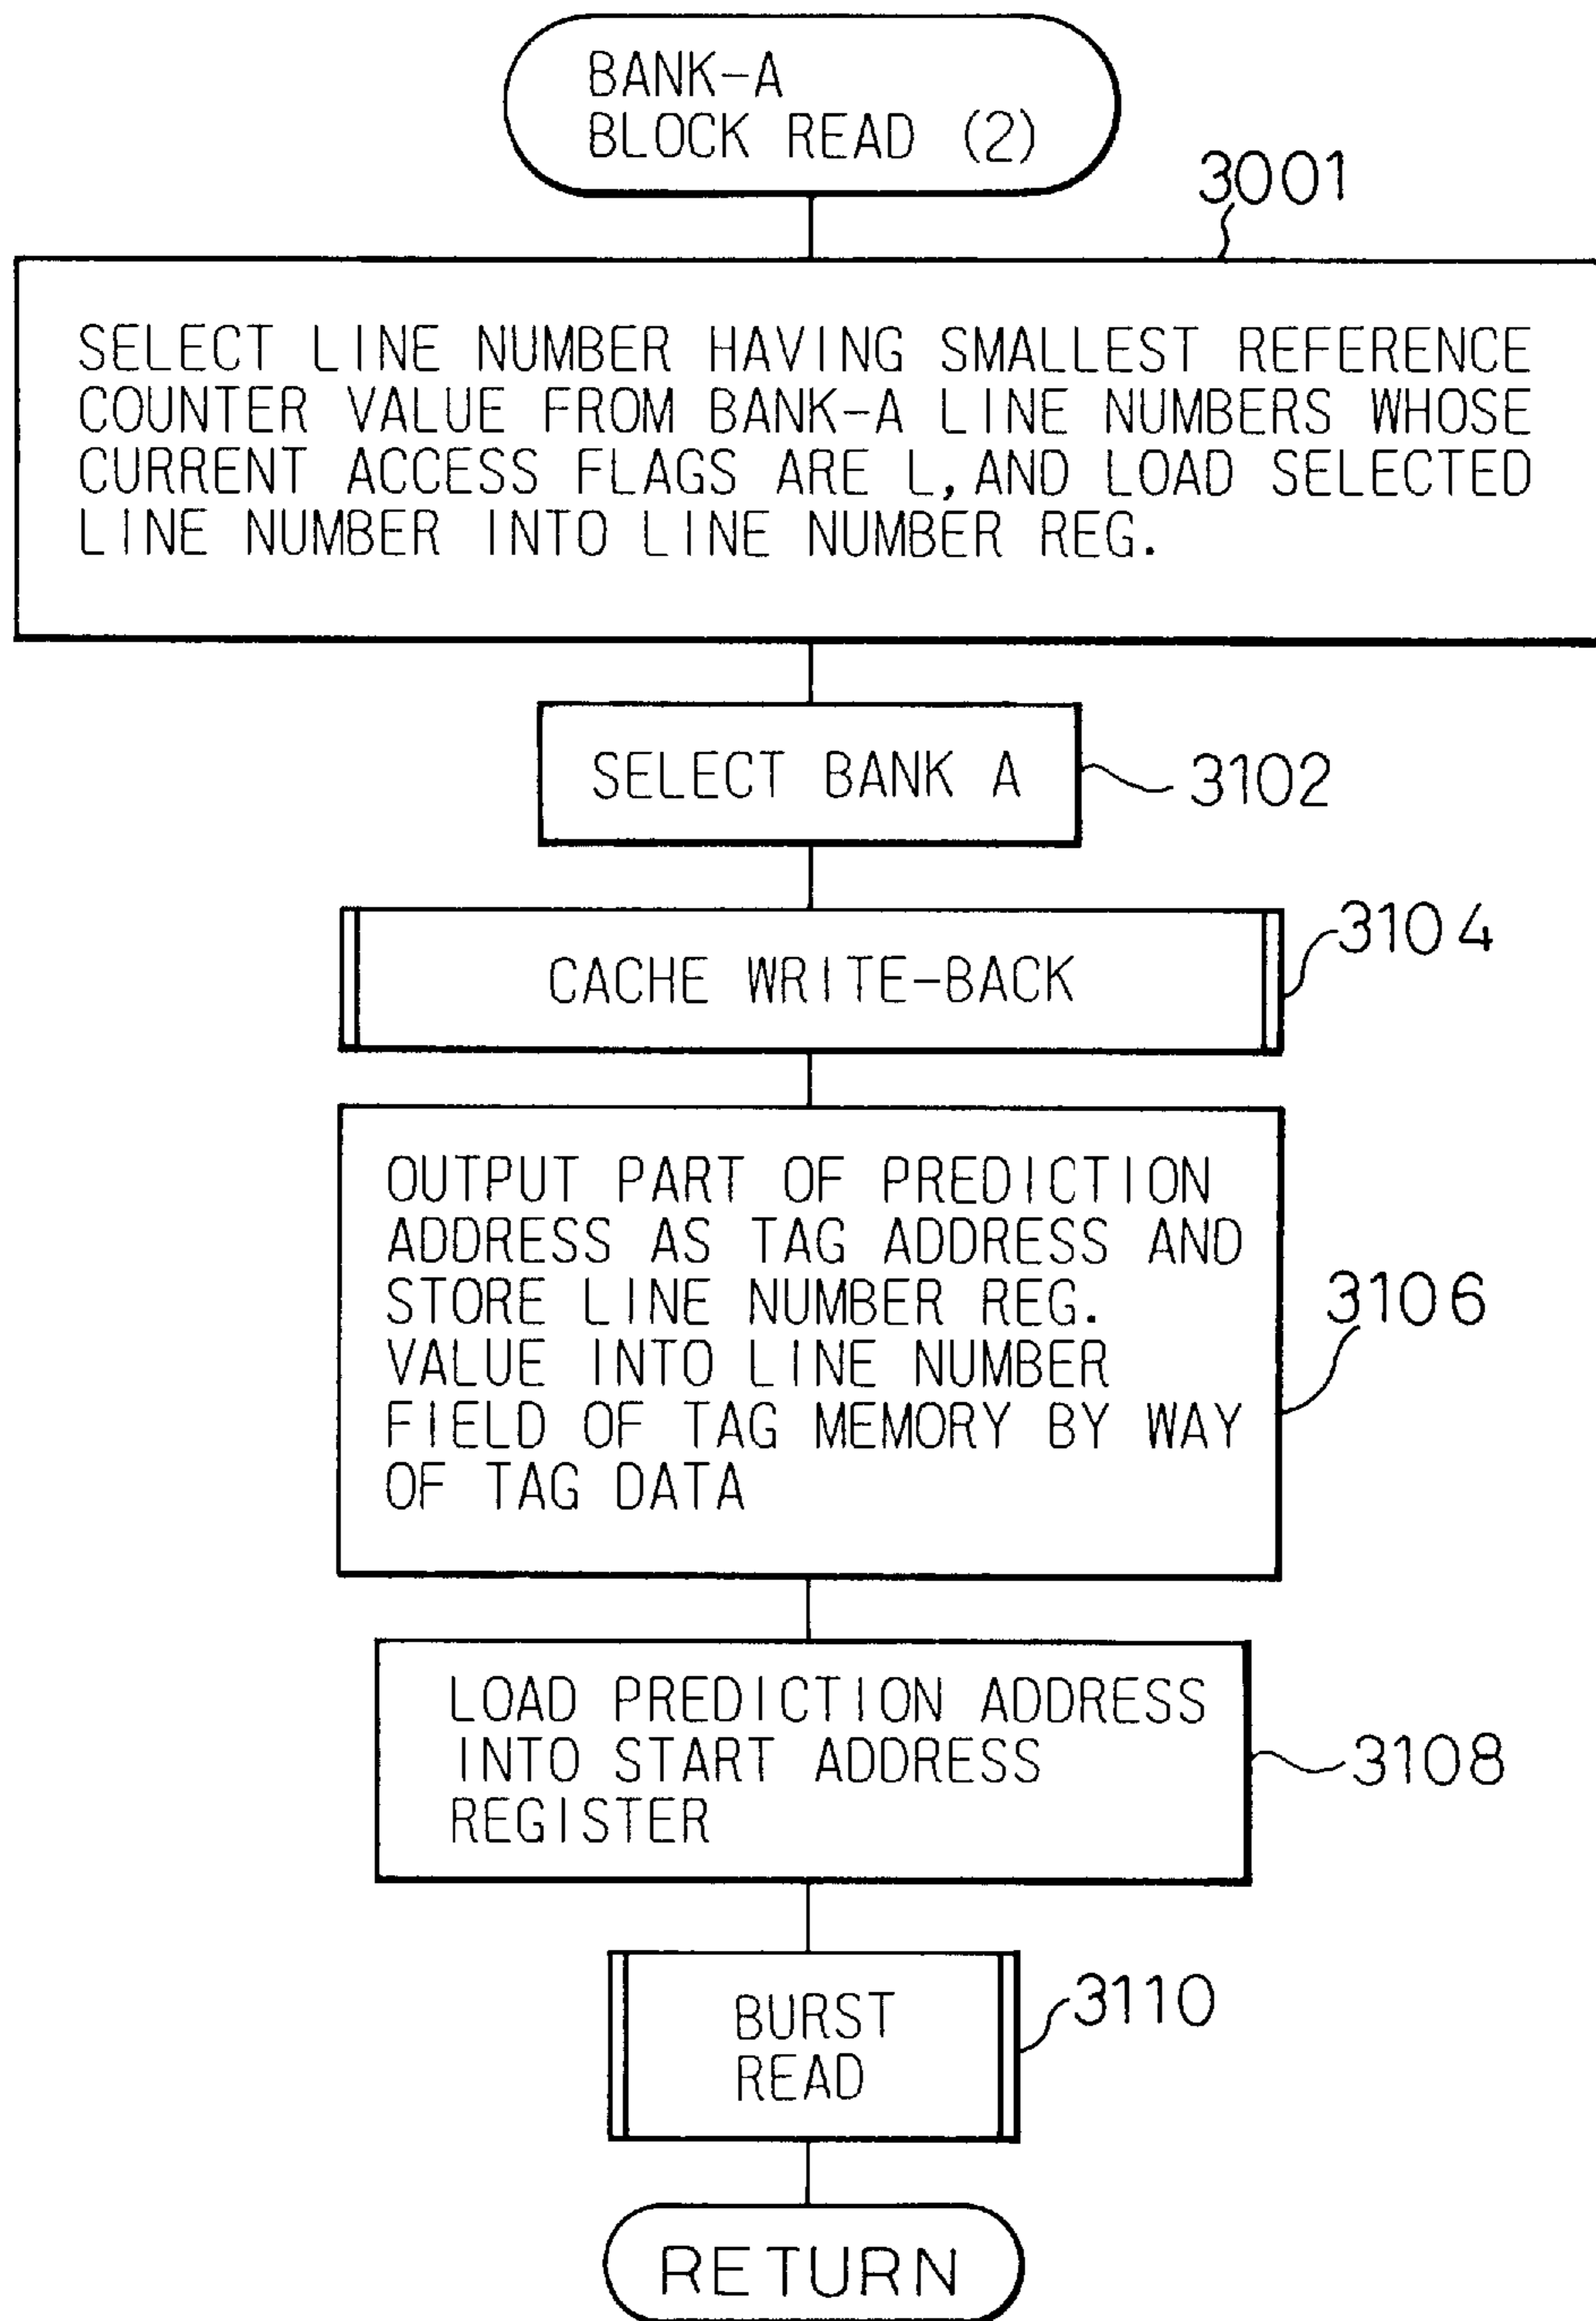 BANK-A
BLOCK READ (2)
3001
SELECT LINE NUMBER HAVING SMALLEST REFERENCE
COUNTER VALUE FROM BANK-A LINE NUMBERS WHOSE
CURRENT ACCESS FLAGS ARE L, AND LOAD SELECTED
LINE NUMBER INTO LINE NUMBER REG.
SELECT BANK A
3102
CACHE WRITE-BACK
3104
OUTPUT PART OF PREDICTION
ADDRESS AS TAG ADDRESS AND
STORE LINE NUMBER REG.
VALUE INTO LINE NUMBER
FIELD OF TAG MEMORY BY WAY
OF TAG DATA
3106
LOAD PREDICTION ADDRESS
INTO START ADDRESS
REGISTER
3108
BURST
READ
3110
RETURN